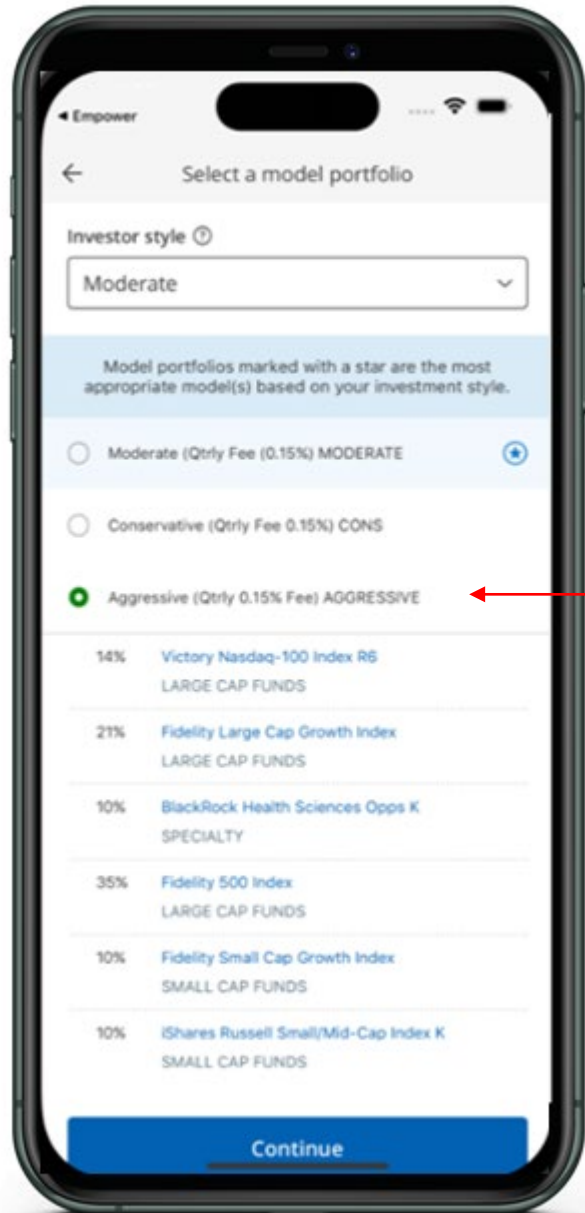 Empower
Select a model portfolio
Investor style
Moderate
Model portfolios marked with a star are the most
appropriate model(s) based on your investment style.
Moderate (Qtrly Fee (0.15%) MODERATE
Conservative (Qtrly Fee 0.15%) CONS
Aggressive (Qtrly 0.15% Fee) AGGRESSIVE
14% Victory Nasdaq-100 Index R6
LARGE CAP FUNDS
21% Fidelity Large Cap Growth Index
LARGE CAP FUNDS
10% BlackRock Health Sciences Opps K
SPECIALTY
35% Fidelity 500 Index
LARGE CAP FUNDS
10% Fidelity Small Cap Growth Index
SMALL CAP FUNDS
10% iShares Russell Small/Mid-Cap Index K
SMALL CAP FUNDS
Continue